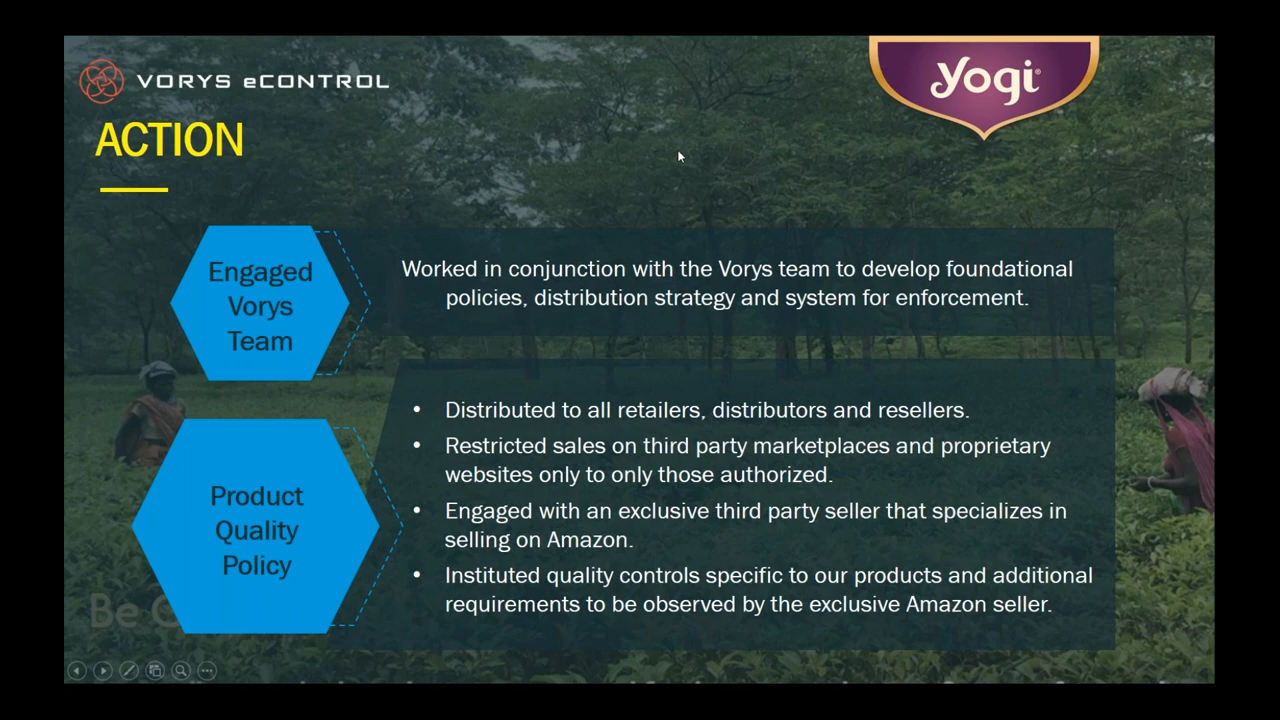 VORYS eCONTROL
yogi®
ACTION
Engaged
Vorys
Team
Worked in conjunction with the Vorys team to develop foundational
policies, distribution strategy and system for enforcement.
Product
Quality
Policy
• Distributed to all retailers, distributors and resellers.
• Restricted sales on third party marketplaces and proprietary
websites only to only those authorized.
• Engaged with an exclusive third party seller that specializes in
selling on Amazon.
• Instituted quality controls specific to our products and additional
requirements to be observed by the exclusive Amazon seller.
Be